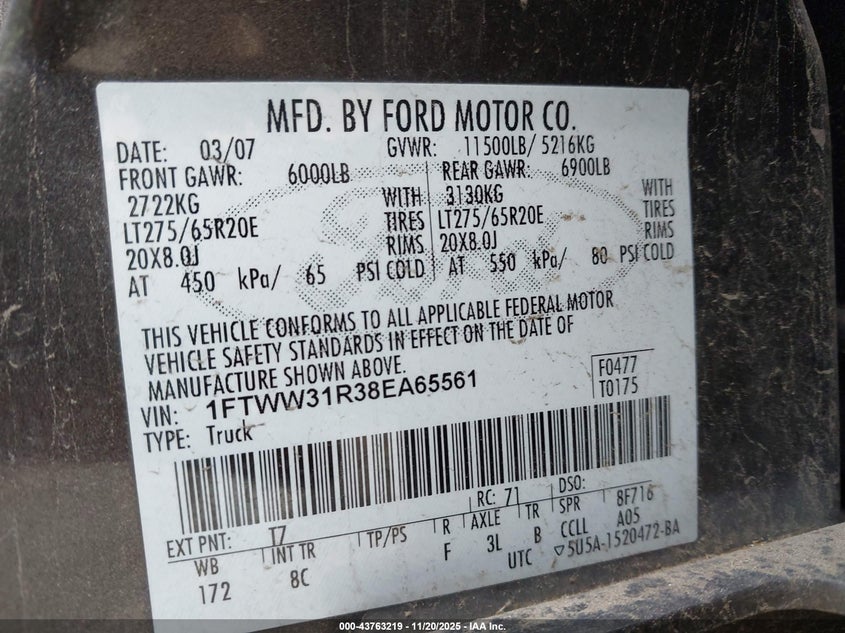 MFD. BY FORD MOTOR CO.
DATE: 03/07 GVWR: 11500LB/ 5216KG
FRONT GAWR: 6000LB REAR GAWR: 6900LB
2722KG WITH 3130KG WITH
LT275/65R20E TIRES LT275/65R20E TIRES
20X8.0J RIMS 20X8.0J RIMS
AT 450 kPa/ 65 PSI COLD AT 550 kPa/ 80 PSI COLD
THIS VEHICLE CONFORMS TO ALL APPLICABLE FEDERAL MOTOR
VEHICLE SAFETY STANDARDS IN EFFECT ON THE DATE OF
MANUFACTURE SHOWN ABOVE.
VIN: 1FTWW31R38EA65561 F0477
TYPE: Truck T0175
EXT PNT: T7 RC: 71 DSO:
WB INT TR TP/PS R AXLE TR SPR 8F716
172 8C F 3L B CCLL A05
UTC ▽5U5A-1520472-BA
000-43763219 - 11/20/2025 - IAA Inc.